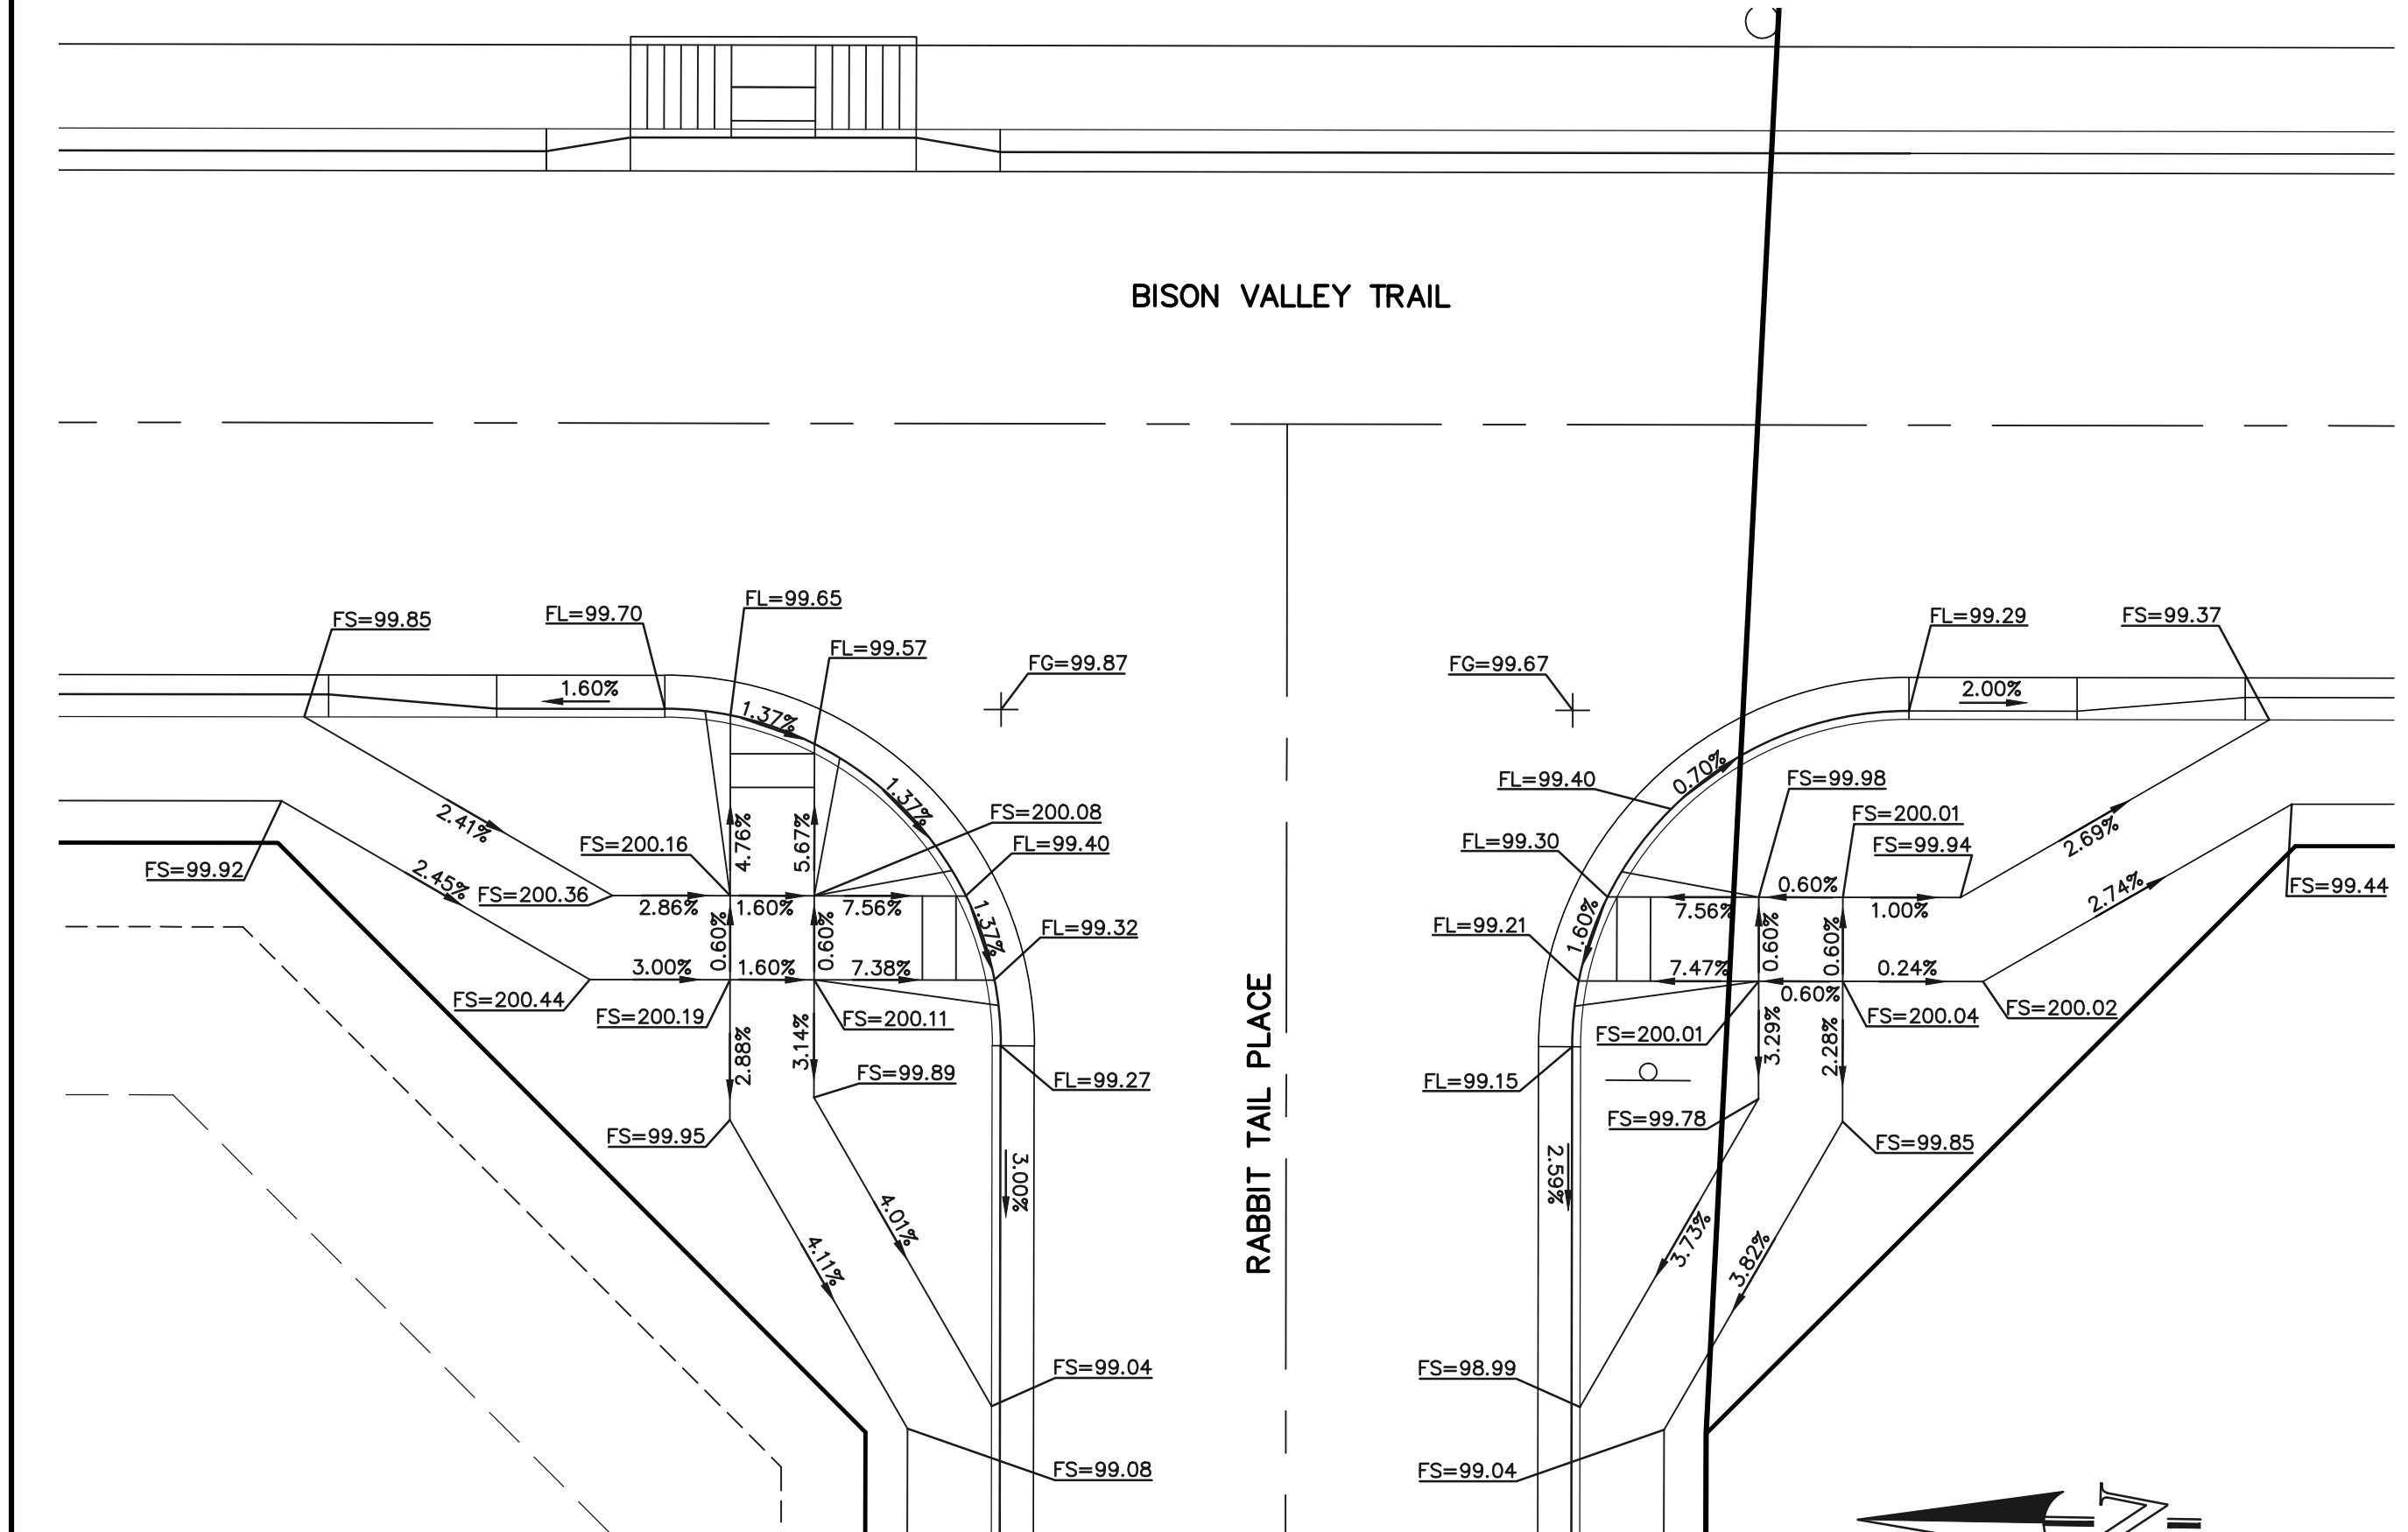 BISON VALLEY TRAIL
FL=99.65
FS=99.85
FL=99.70
FL=99.29
FS=99.37
FL=99.57
FG=99.87
FG=99.67
1.60%
2.00%
1.37%
0.70%
FL=99.40
FS=99.98
1.37%
FS=200.08
FS=200.01
2.41%
4.76%
5.67%
2.69%
FS=200.16
FL=99.40
FL=99.30
FS=99.94
FS=99.92
2.45%
FS=200.36
2.86%
1.60%
7.56%
0.60%
2.74%
FS=99.44
7.56%
1.00%
1.37%
FL=99.32
FL=99.21
1.60%
0.60%
0.60%
0.60%
0.60%
3.00%
1.60%
7.38%
7.47%
0.24%
0.60%
FS=200.44
FS=200.19
FS=200.11
FS=200.04
FS=200.02
FS=200.01
2.88%
3.14%
3.29%
2.28%
FS=99.89
FL=99.27
FL=99.15
FS=99.95
FS=99.78
FS=99.85
RABBIT TAIL PLACE
3.00%
2.59%
4.01%
4.11%
3.73%
3.82%
FS=99.04
FS=98.99
FS=99.08
FS=99.04